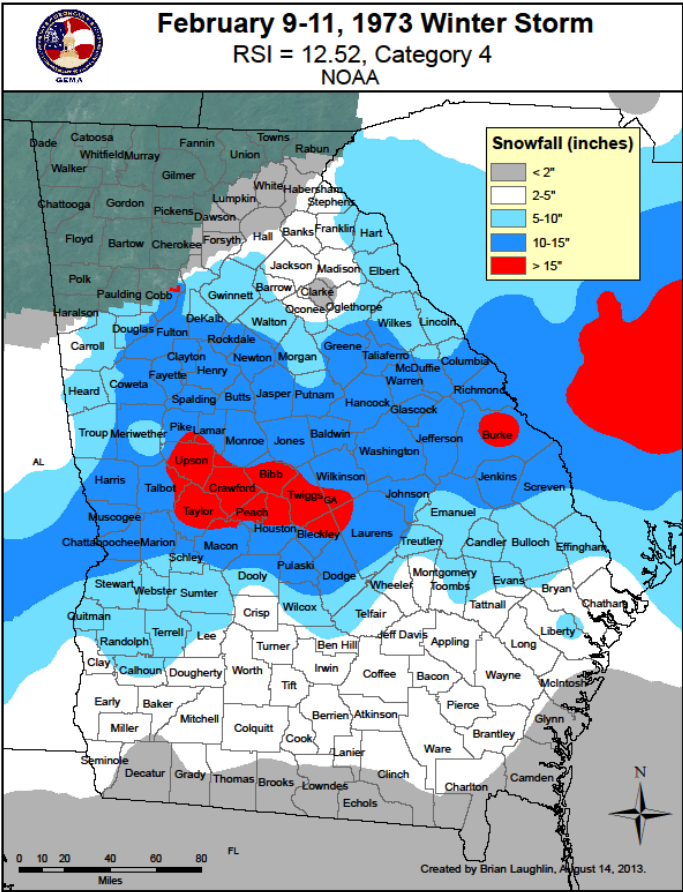 February 9-11, 1973 Winter Storm
RSI = 12.52, Category 4
NOAA
GEMA
Snowfall (inches)
< 2"
2-5"
5-10"
10-15"
> 15"
Dade
Catoosa
Whitfield
Murray
Fannin
Towns
Union
Rabun
Walker
Gilmer
White
Habersham
Lumpkin
Stephens
Chattooga
Gordon
Pickens
Dawson
Banks
Franklin
Hart
Floyd
Bartow
Cherokee
Forsyth
Hall
Jackson
Madison
Elbert
Polk
Paulding
Cobb
Gwinnett
Barrow
Clarke
Oconee
Oglethorpe
Haralson
Douglas
Fulton
DeKalb
Walton
Wilkes
Lincoln
Carroll
Rockdale
Newton
Morgan
Greene
Taliaferro
McDuffie
Columbia
Clayton
Fayette
Henry
Warren
Richmond
Heard
Coweta
Spalding
Butts
Jasper
Putnam
Hancock
Glascock
Troup
Meriwether
Pike
Lamar
Monroe
Jones
Baldwin
Washington
Jefferson
Burke
AL
Upson
Bibb
Wilkinson
Jenkins
Screven
Harris
Talbot
Crawford
Twiggs
GA
Johnson
Muscogee
Taylor
Peach
Emanuel
Houston
Bleckley
Laurens
Chattahoochee
Marion
Macon
Treutlen
Candler
Bulloch
Effingham
Schley
Pulaski
Dodge
Montgomery
Evans
Stewart
Webster
Sumter
Dooly
Wheeler
Toombs
Bryan
Quitman
Crisp
Wilcox
Telfair
Tattnall
Chatham
Randolph
Terrell
Lee
Turner
Ben Hill
Jeff Davis
Appling
Long
Liberty
Clay
Calhoun
Dougherty
Worth
Irwin
Coffee
Bacon
Wayne
McIntosh
Early
Baker
Tift
Mitchell
Berrien
Atkinson
Pierce
Glynn
Miller
Colquitt
Cook
Brantley
Seminole
Lanier
Ware
Decatur
Grady
Thomas
Brooks
Lowndes
Clinch
Charlton
Camden
Echols
N
FL
0 10 20 40 60 80
Miles
Created by Brian Laughlin, August 14, 2013.